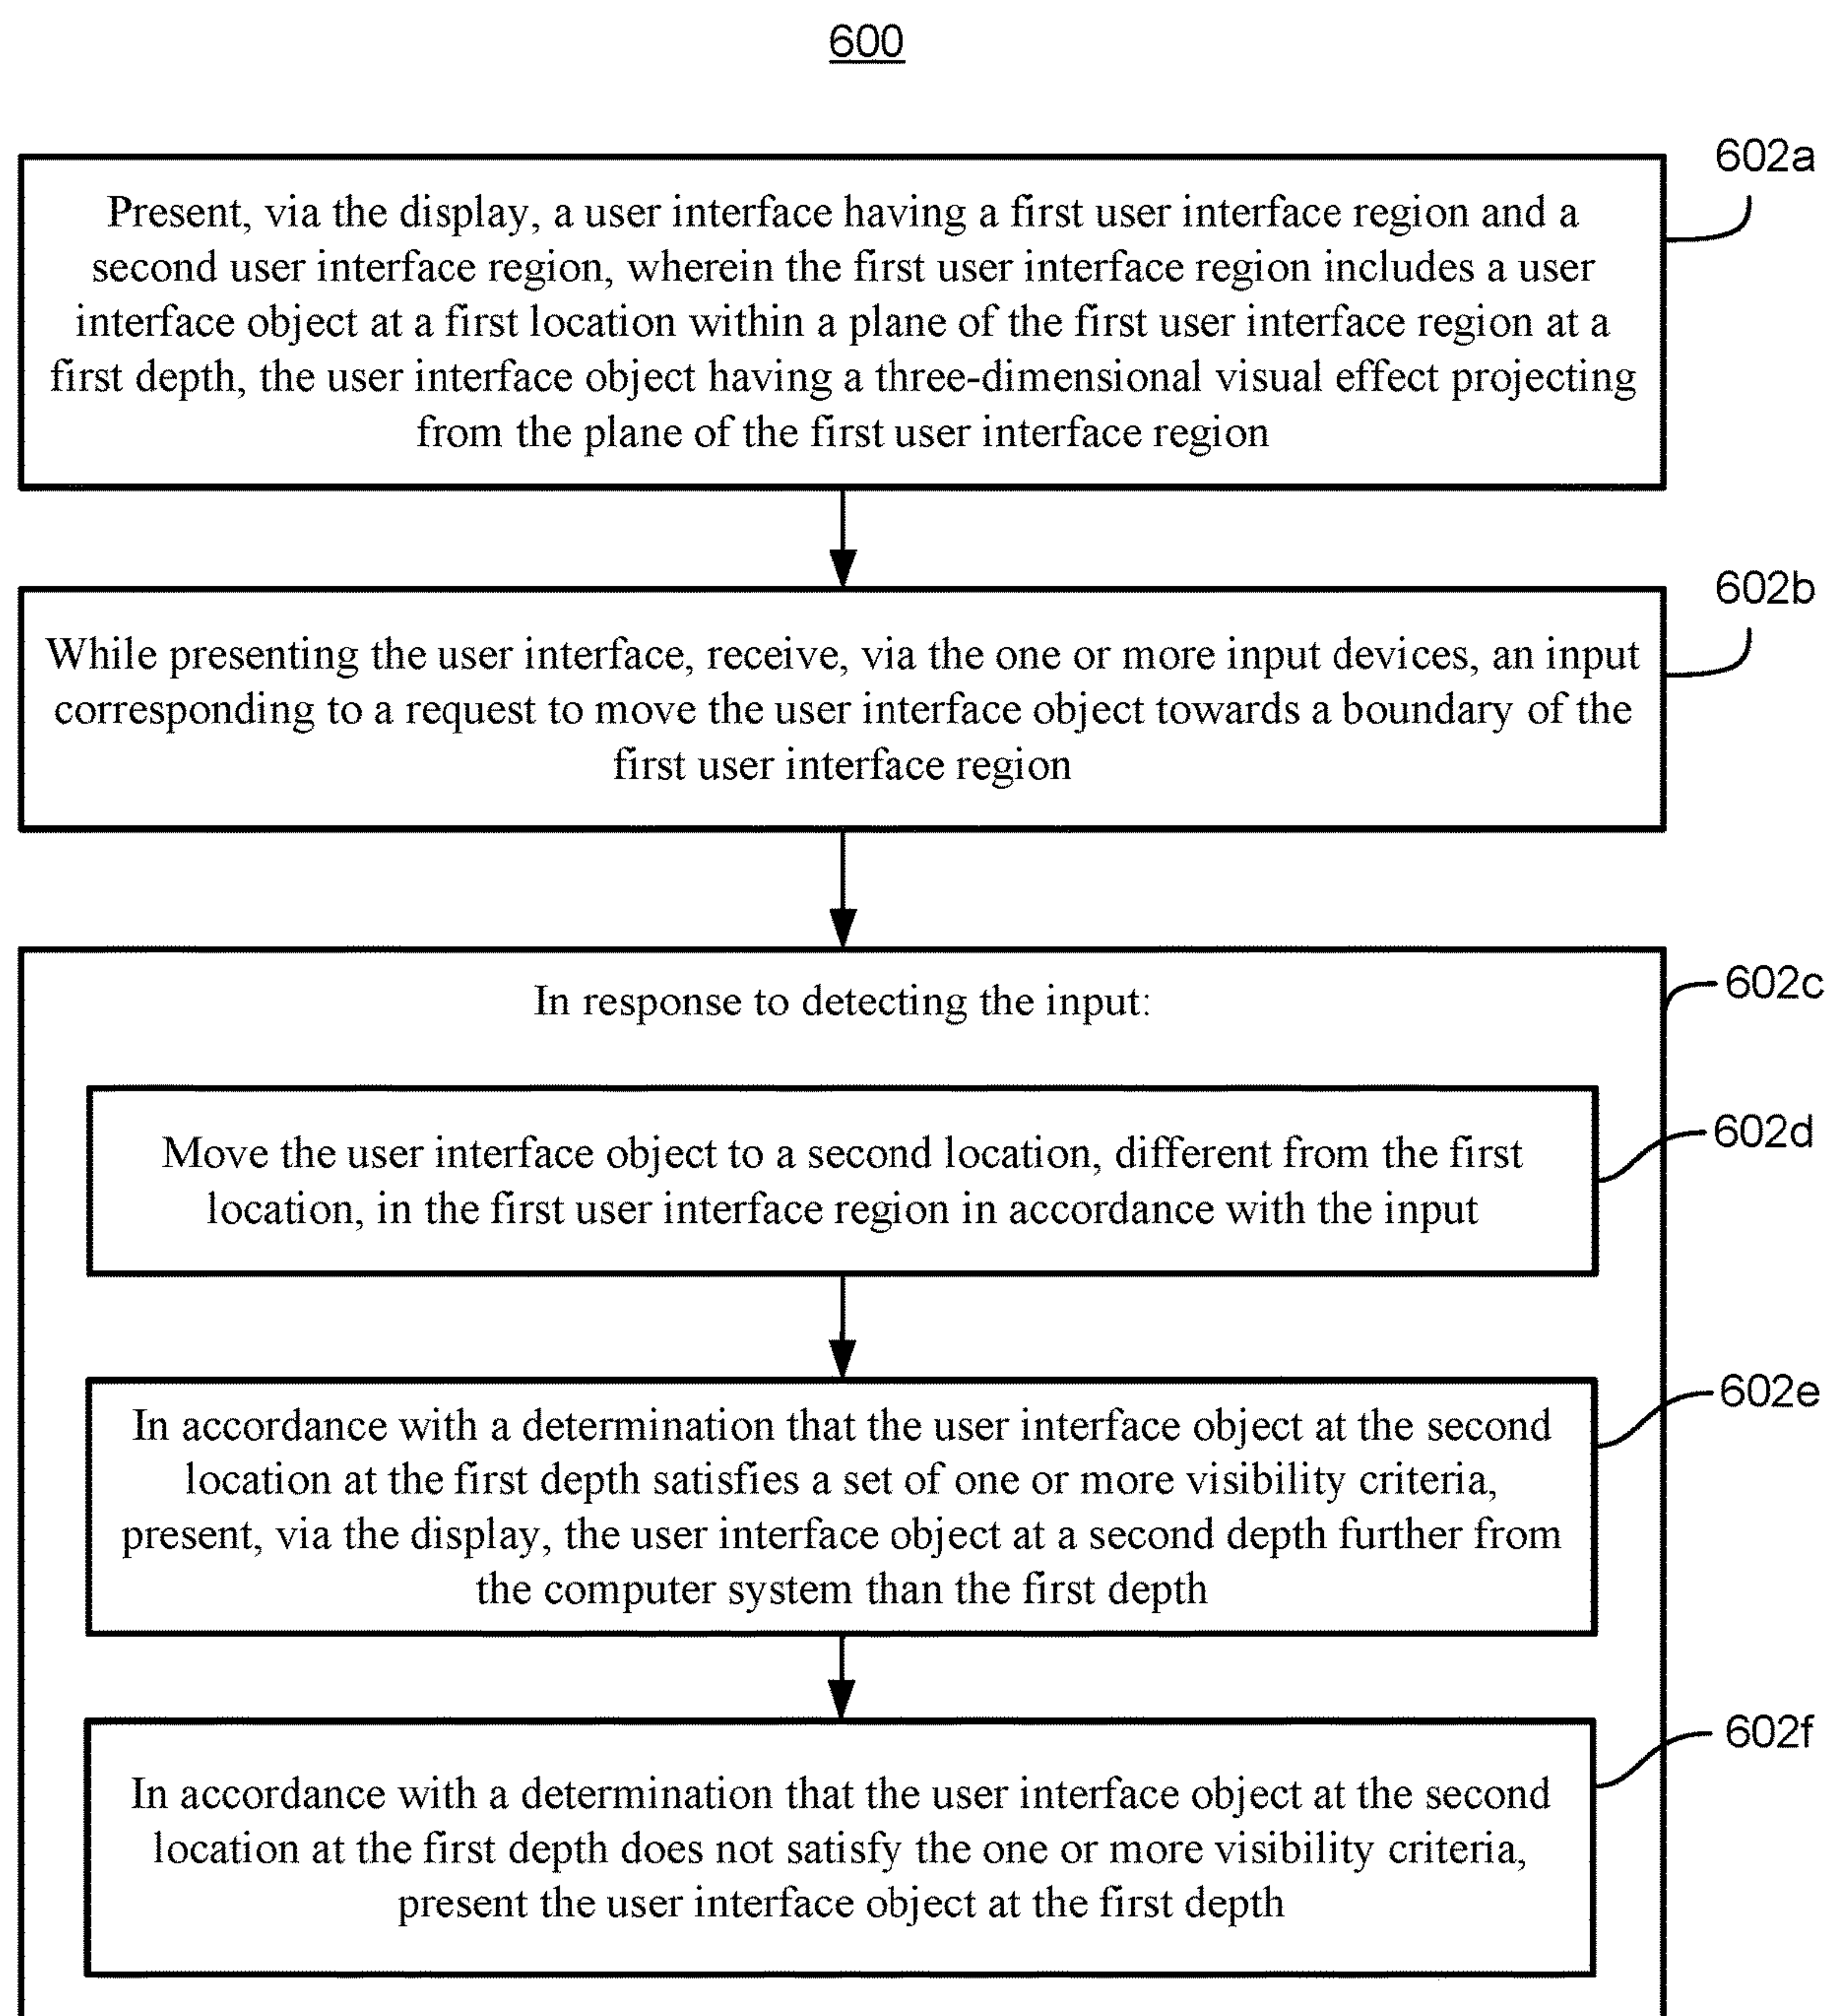 600
602a
Present, via the display, a user interface having a first user interface region and a
second user interface region, wherein the first user interface region includes a user
interface object at a first location within a plane of the first user interface region at a
first depth, the user interface object having a three-dimensional visual effect projecting
from the plane of the first user interface region
602b
While presenting the user interface, receive, via the one or more input devices, an input
corresponding to a request to move the user interface object towards a boundary of the
first user interface region
602c
In response to detecting the input:
602d
Move the user interface object to a second location, different from the first
location, in the first user interface region in accordance with the input
602e
In accordance with a determination that the user interface object at the second
location at the first depth satisfies a set of one or more visibility criteria,
present, via the display, the user interface object at a second depth further from
the computer system than the first depth
602f
In accordance with a determination that the user interface object at the second
location at the first depth does not satisfy the one or more visibility criteria,
present the user interface object at the first depth